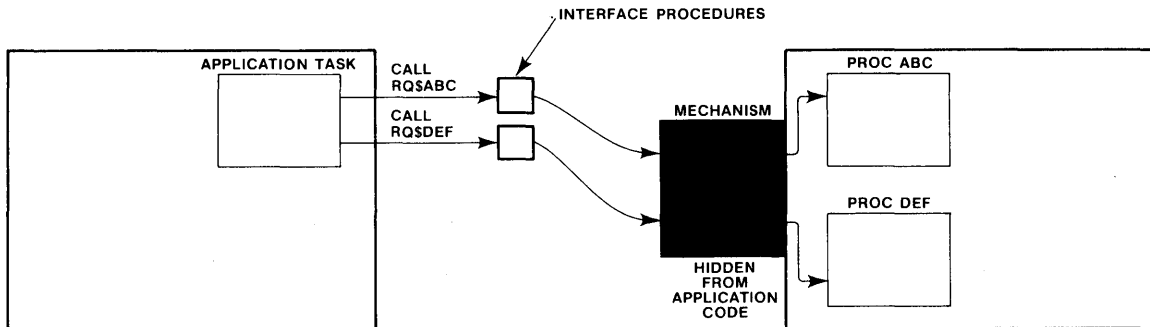 INTERFACE PROCEDURES
APPLICATION TASK
CALL
RQ$ABC
CALL
RQ$DEF
MECHANISM
HIDDEN
FROM
APPLICATION
CODE
PROC ABC
PROC DEF